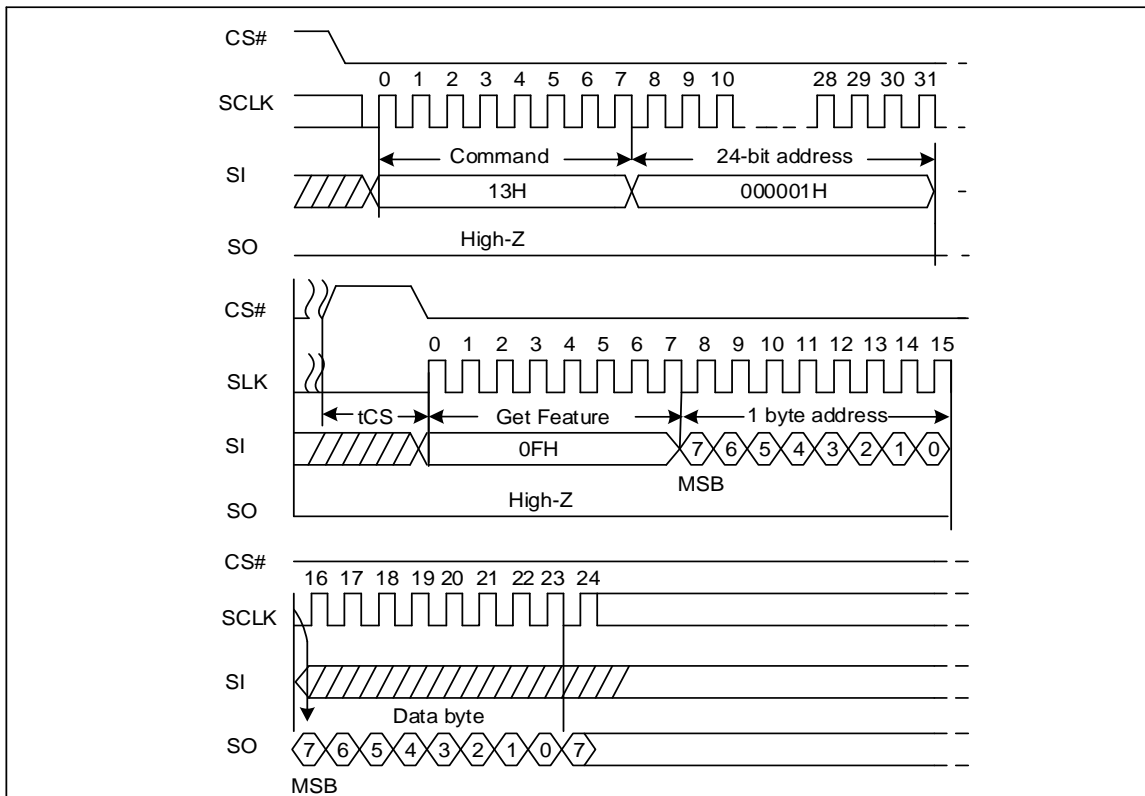 CS#
0 1 2 3 4 5 6 7 8 9 10 28 29 30 31
SCLK
Command 24-bit address
SI
13H 000001H
High-Z
SO
CS#
0 1 2 3 4 5 6 7 8 9 10 11 12 13 14 15
SLK
tCS Get Feature 1 byte address
SI
0FH 7 6 5 4 3 2 1 0
MSB
High-Z
SO
CS#
16 17 18 19 20 21 22 23 24
SCLK
SI
Data byte
SO
7 6 5 4 3 2 1 0 7
MSB